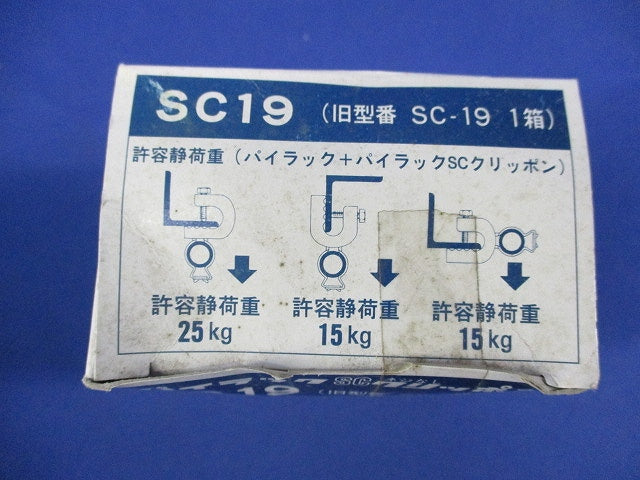 SC19 (旧型番 SC-19 1箱)
許容静荷重(パイラック+パイラックSCクリッポン)
許容静荷重 許容静荷重 許容静荷重
25kg 15kg 15kg